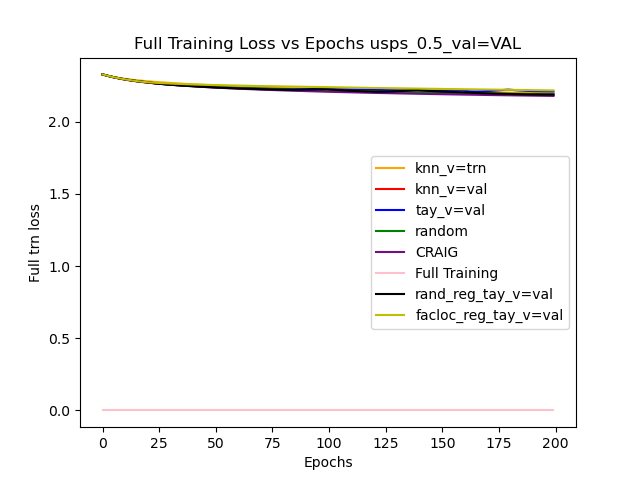 Full Training Loss vs Epochs usps_0.5_val=VAL
Full trn loss
2.0
1.5
1.0
0.5
0.0
knn_v=trn
knn_v=val
tay_v=val
random
CRAIG
Full Training
rand_reg_tay_v=val
facloc_reg_tay_v=val
0 25 50 75 100 125 150 175 200
Epochs